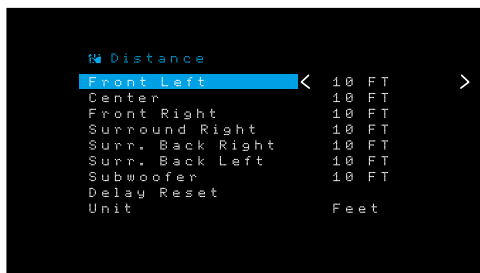 Distance
Front Left < 10 FT >
Center 10 FT
Front Right 10 FT
Surround Right 10 FT
Surr. Back Right 10 FT
Surr. Back Left 10 FT
Subwoofer 10 FT
Delay Reset
Unit Feet